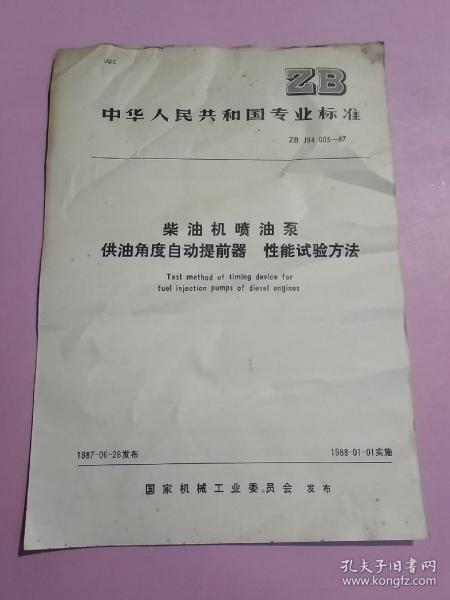 UDC
ZB
中华人民共和国专业标准
ZB J94 003—87
柴油机喷油泵
供油角度自动提前器 性能试验方法
Test method of timing device for
fuel injection pumps of diesel engines
1987-06-26发布
1988-01-01实施
国家机械工业委员会 发布
孔夫子旧书网
www.kongfz.com